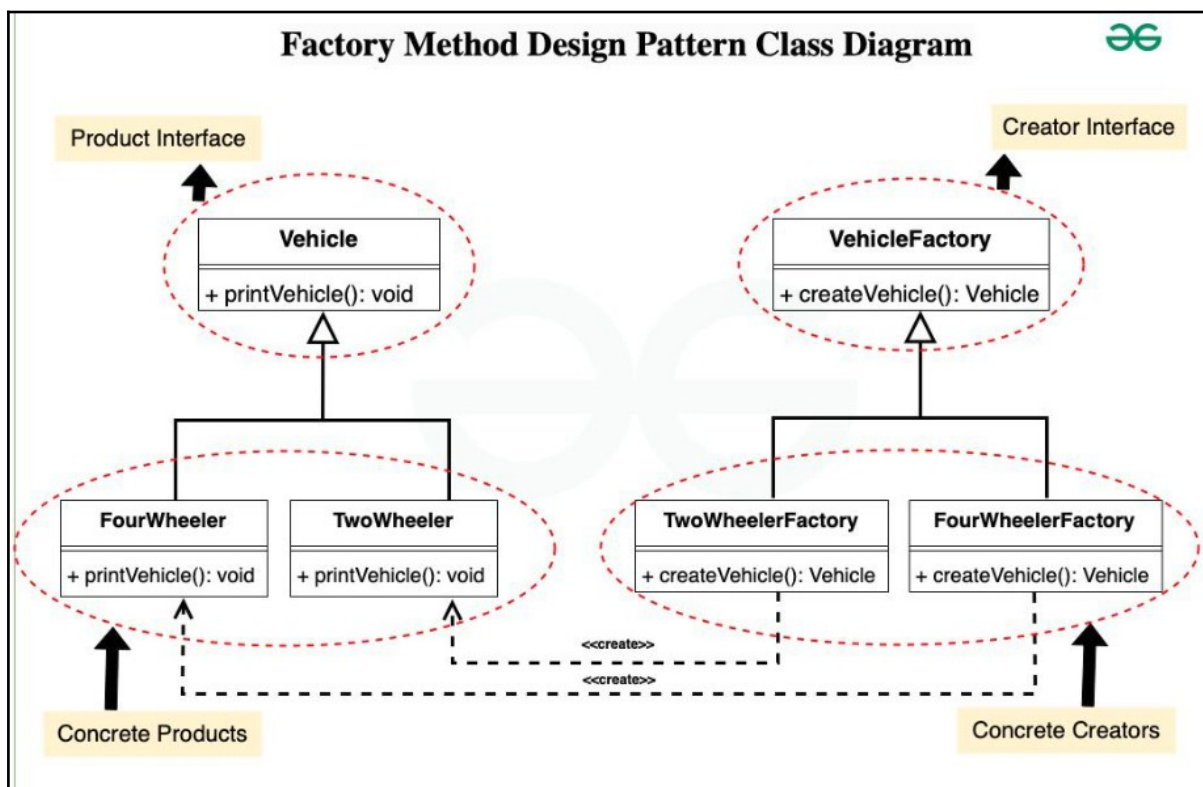 Factory Method Design Pattern Class Diagram
Product Interface
Creator Interface
Vehicle
+ printVehicle(): void
VehicleFactory
+ createVehicle(): Vehicle
FourWheeler
+ printVehicle(): void
TwoWheeler
+ printVehicle(): void
TwoWheelerFactory
+ createVehicle(): Vehicle
FourWheelerFactory
+ createVehicle(): Vehicle
<<create>>
<<create>>
Concrete Products
Concrete Creators